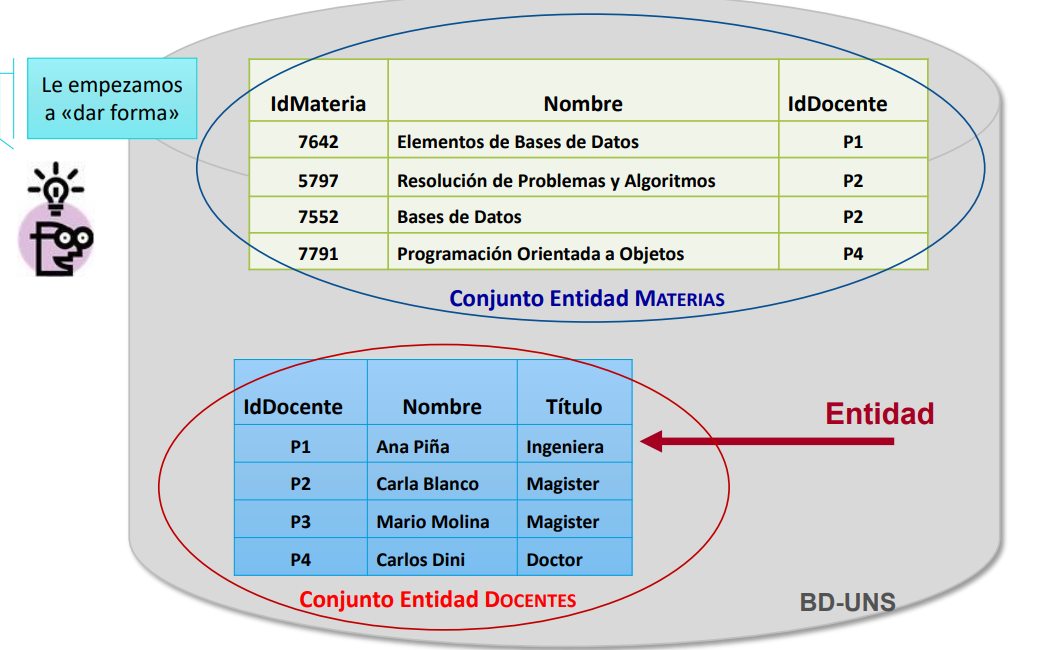 Le empezamos
a «dar forma»
IdMateria Nombre IdDocente
7642 Elementos de Bases de Datos P1
5797 Resolución de Problemas y Algoritmos P2
7552 Bases de Datos P2
7791 Programación Orientada a Objetos P4
Conjunto Entidad MATERIAS
IdDocente Nombre Título
P1 Ana Piña Ingeniera
P2 Carla Blanco Magister
P3 Mario Molina Magister
P4 Carlos Dini Doctor
Entidad
Conjunto Entidad DOCENTES
BD-UNS